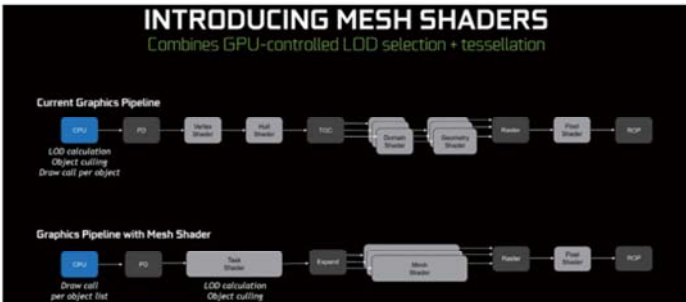 INTRODUCING MESH SHADERS
Combines GPU-controlled LOD selection + tessellation
Current Graphics Pipeline
CPU
PD
Vertex Shader
Hull Shader
TGC
Domain Shader
Geometry Shader
Raster
Pixel Shader
ROP
LOD calculation
Object culling
Draw call per object
Graphics Pipeline with Mesh Shader
CPU
PD
Task Shader
Expand
Mesh Shader
Raster
Pixel Shader
ROP
Draw call
per object list
LOD calculation
Object culling